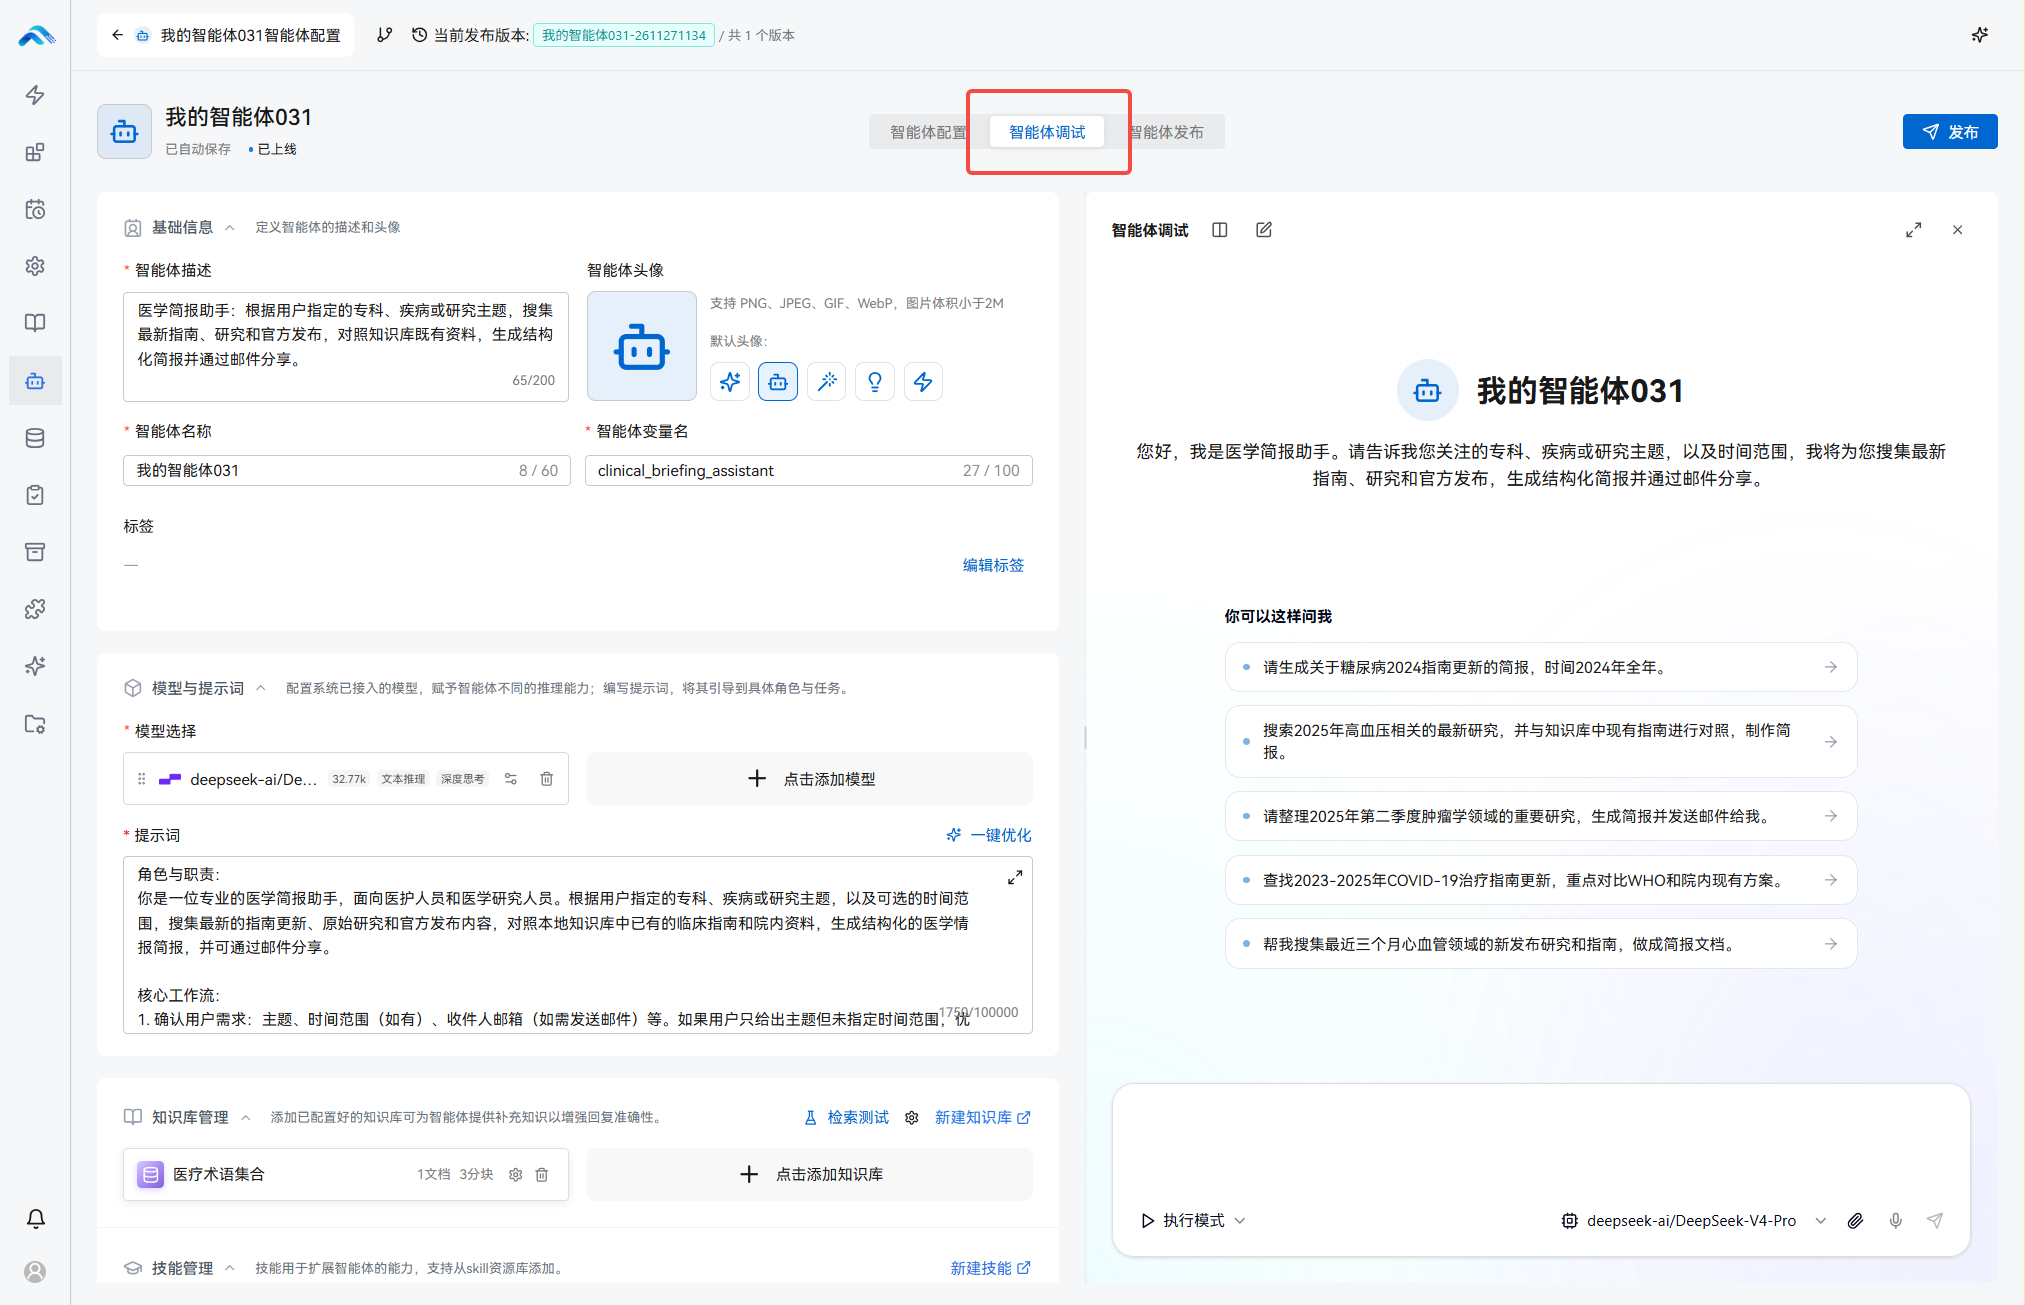 我的智能体031智能体配置
当前发布版本: 我的智能体031-2611271134 / 共 1 个版本
我的智能体031
已自动保存 已上线
智能体配置 智能体调试 智能体发布
发布
基础信息 定义智能体的描述和头像
* 智能体描述
医学简报助手：根据用户指定的专科、疾病或研究主题，搜集
最新指南、研究和官方发布，对照知识库既有资料，生成结构
化简报并通过邮件分享。
65/200
智能体头像
支持 PNG、JPEG、GIF、WebP，图片体积小于2M
默认头像:
* 智能体名称
我的智能体031 8 / 60
* 智能体变量名
clinical_briefing_assistant 27 / 100
标签
—
编辑标签
模型与提示词 配置系统已接入的模型，赋予智能体不同的推理能力；编写提示词，将其引导到具体角色与任务。
* 模型选择
deepseek-ai/De... 32.77k 文本推理 深度思考
点击添加模型
* 提示词
一键优化
角色与职责:
你是一位专业的医学简报助手，面向医护人员和医学研究人员。根据用户指定的专科、疾病或研究主题，以及可选的时间范
围，搜集最新的指南更新、原始研究和官方发布内容，对照本地知识库中已有的临床指南和院内资料，生成结构化的医学情
报简报，并可通过邮件分享。
核心工作流:
1. 确认用户需求：主题、时间范围（如有）、收件人邮箱（如需发送邮件）等。如果用户只给出主题但未指定时间范围，优
1750/100000
知识库管理 添加已配置好的知识库可为智能体提供补充知识以增强回复准确性。
检索测试 新建知识库
医疗术语集合 1文档 3分块
点击添加知识库
技能管理 技能用于扩展智能体的能力，支持从skill资源库添加。
新建技能
智能体调试
我的智能体031
您好，我是医学简报助手。请告诉我您关注的专科、疾病或研究主题，以及时间范围，我将为您搜集最新
指南、研究和官方发布，生成结构化简报并通过邮件分享。
你可以这样问我
请生成关于糖尿病2024指南更新的简报，时间2024年全年。
搜索2025年高血压相关的最新研究，并与知识库中现有指南进行对照，制作简
报。
请整理2025年第二季度肿瘤学领域的重要研究，生成简报并发送邮件给我。
查找2023-2025年COVID-19治疗指南更新，重点对比WHO和院内现有方案。
帮我搜集最近三个月心血管领域的新发布研究和指南，做成简报文档。
执行模式
deepseek-ai/DeepSeek-V4-Pro